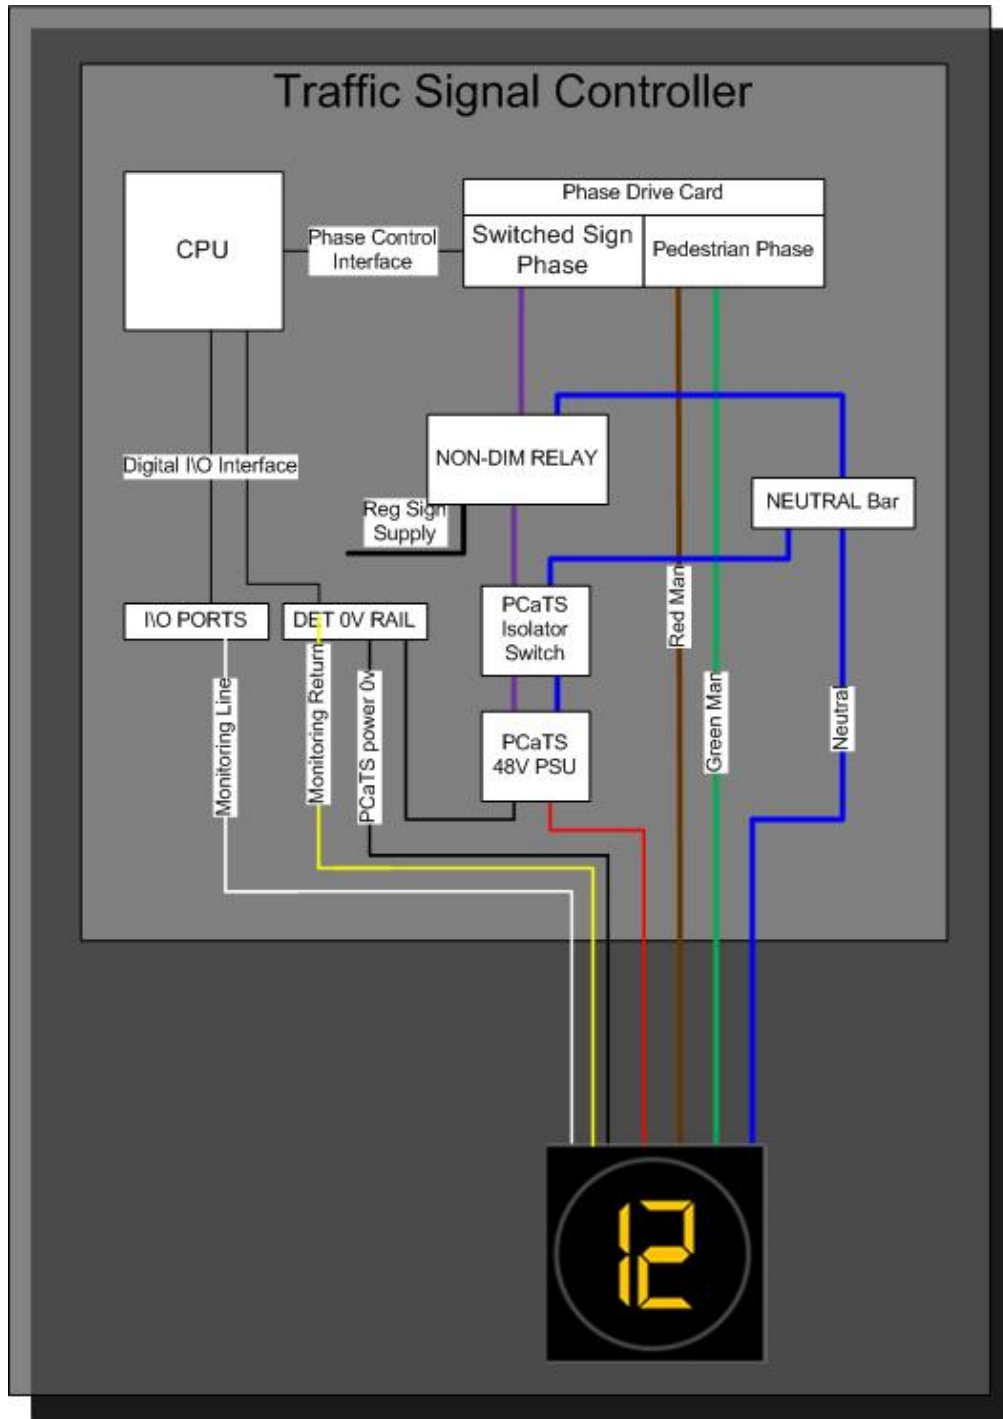 Traffic Signal Controller
CPU
Phase Control
Interface
Phase Drive Card
Switched Sign
Phase
Pedestrian Phase
NON-DIM RELAY
Digital I\O Interface
Reg Sign
Supply
NEUTRAL Bar
I\O PORTS
DET 0V RAIL
PCaTS
Isolator
Switch
Red Man
Green Man
Neutral
Monitoring Line
Monitoring Return
PCaTS power 0v
PCaTS
48V PSU
12